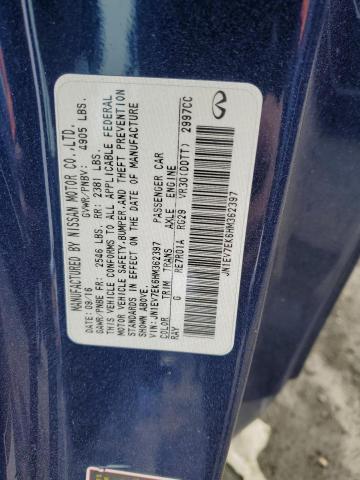 MANUFACTURED BY NISSAN MOTOR CO.,LTD.
DATE: 09/16 GVWR/PNBV: 4905 LBS.
GAWR/PNBE FR: 2546 LBS. RR: 2381 LBS.
THIS VEHICLE CONFORMS TO ALL APPLICABLE FEDERAL
MOTOR VEHICLE SAFETY,BUMPER,AND THEFT PREVENTION
STANDARDS IN EFFECT ON THE DATE OF MANUFACTURE
SHOWN ABOVE.
VIN: JN1EV7EK6HM362397 PASSENGER CAR
COLOR TRIM TRANS AXLE ENGINE
RAY G RE7R01A RG29 VR30(DDTT) 2997CC
JN1EV7EK6HM362397